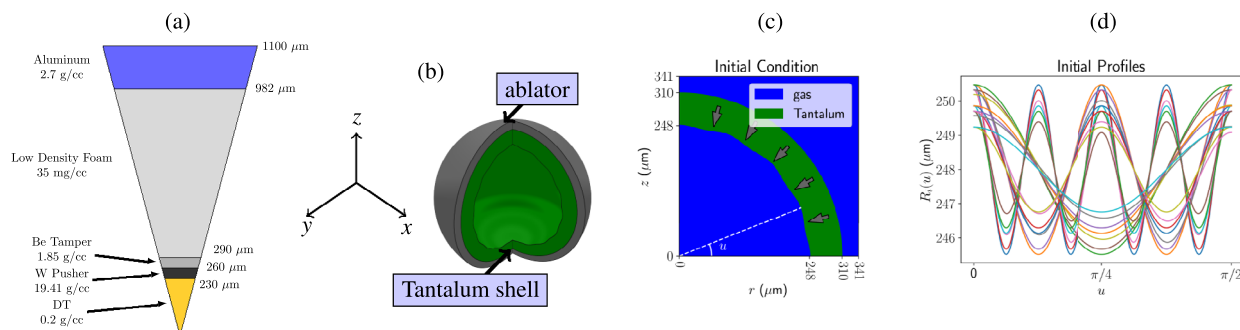 (a)
1100 μm
Aluminum
2.7 g/cc
982 μm
Low Density Foam
35 mg/cc
290 μm
Be Tamper
1.85 g/cc
260 μm
W Pusher
19.41 g/cc
230 μm
DT
0.2 g/cc
(b)
ablator
z
y
x
Tantalum shell
(c)
Initial Condition
311
310
248
0
z (μm)
gas
Tantalum
u
0
248
310
341
r (μm)
(d)
Initial Profiles
250
249
248
247
246
Rᵢ(u) (μm)
0
π/4
π/2
u